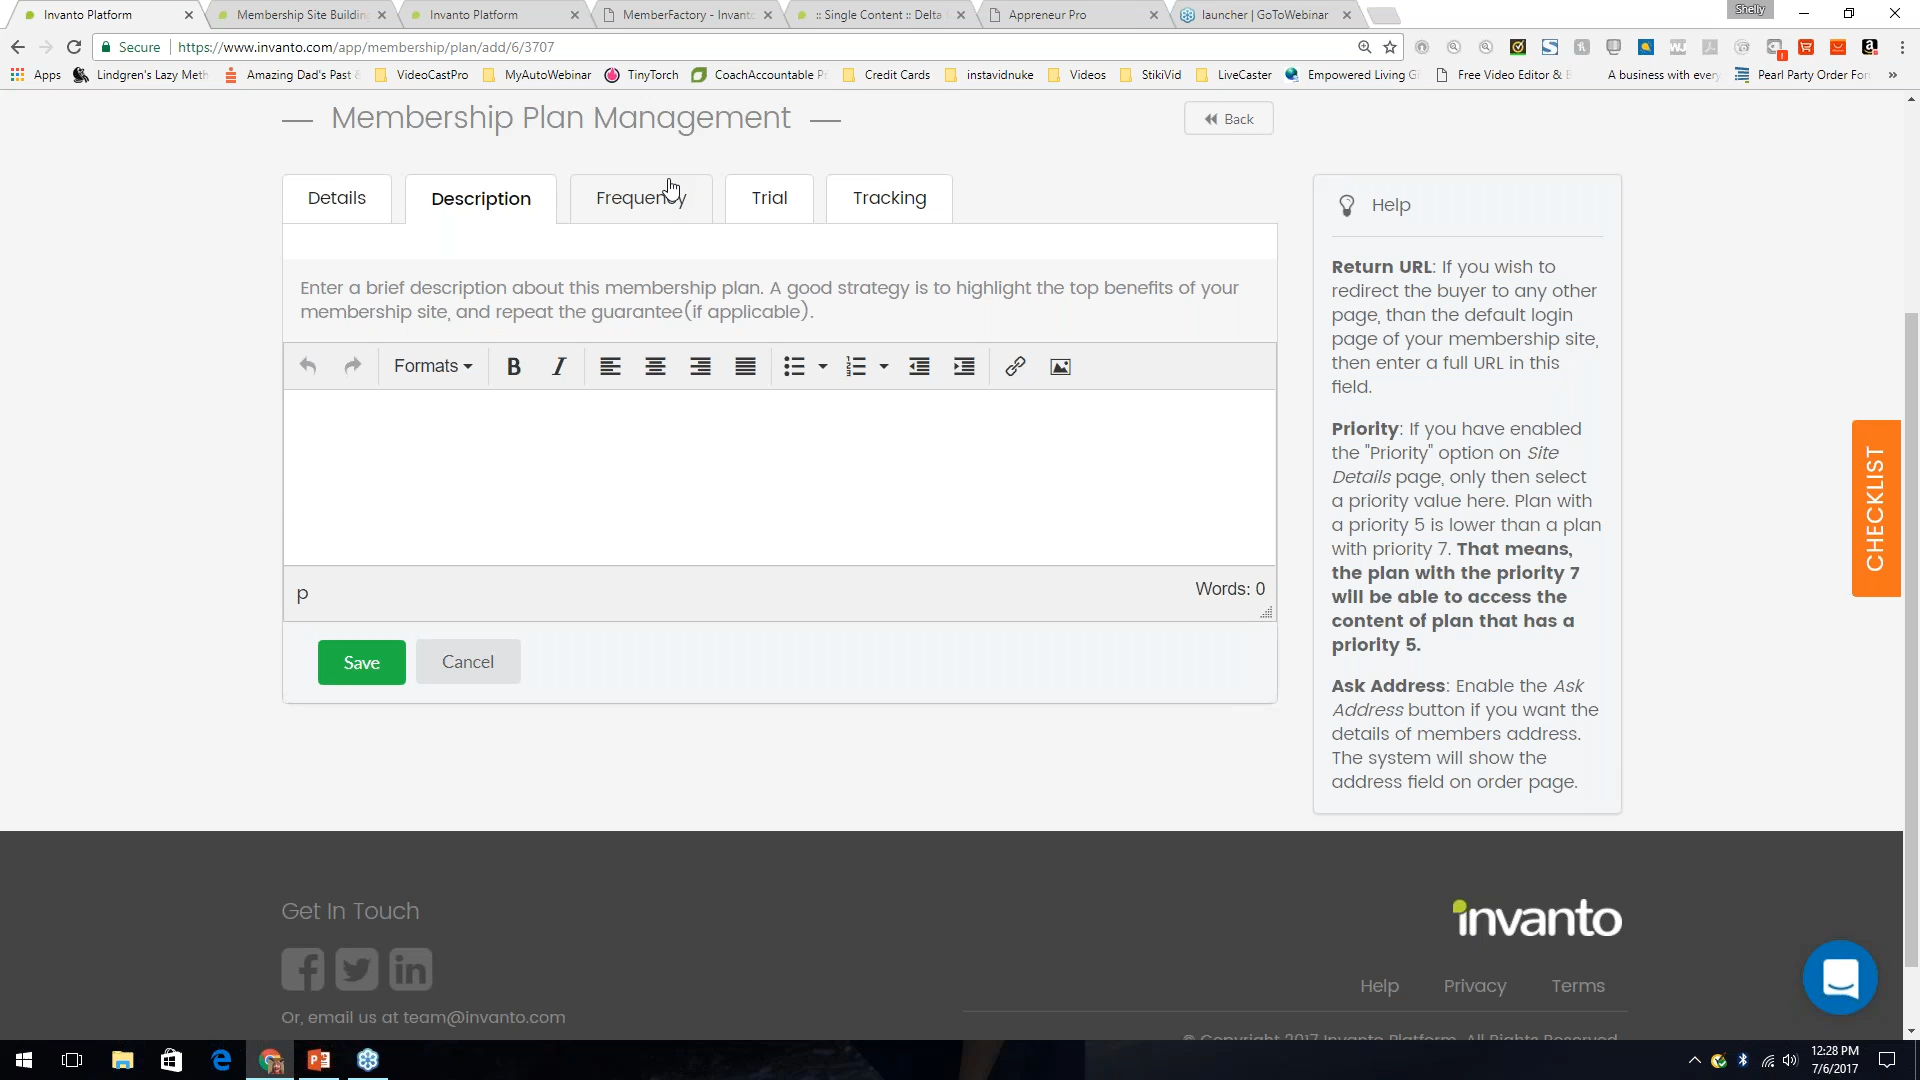 Invanto Platform
Membership Site Buildin
Invanto Platform
MemberFactory - Invant
:: Single Content :: Delta
Appreneur Pro
launcher | GoToWebinar
Shelly
Secure
https://www.invanto.com/app/membership/plan/add/6/3707
Apps
Lindgren's Lazy Meth
Amazing Dad's Past
VideoCastPro
MyAutoWebinar
TinyTorch
CoachAccountable P
Credit Cards
instavidnuke
Videos
StikiVid
LiveCaster
Empowered Living G
Free Video Editor &
A business with every
Pearl Party Order For
»
Membership Plan Management
Back
Details
Description
Frequency
Trial
Tracking
Enter a brief description about this membership plan. A good strategy is to highlight the top benefits of your
membership site, and repeat the guarantee(if applicable).
Formats
B
I
p
Words: 0
Save
Cancel
Help
Return URL: If you wish to
redirect the buyer to any other
page, than the default login
page of your membership site,
then enter a full URL in this
field.
Priority: If you have enabled
the "Priority" option on Site
Details page, only then select
a priority value here. Plan with
a priority 5 is lower than a plan
with priority 7. That means,
the plan with the priority 7
will be able to access the
content of plan that has a
priority 5.
Ask Address: Enable the Ask
Address button if you want the
details of members address.
The system will show the
address field on order page.
CHECKLIST
Get In Touch
Or, email us at team@invanto.com
invanto
Help
Privacy
Terms
© Copyright 2017 Invanto Platform. All Rights Reserved
12:28 PM
7/6/2017